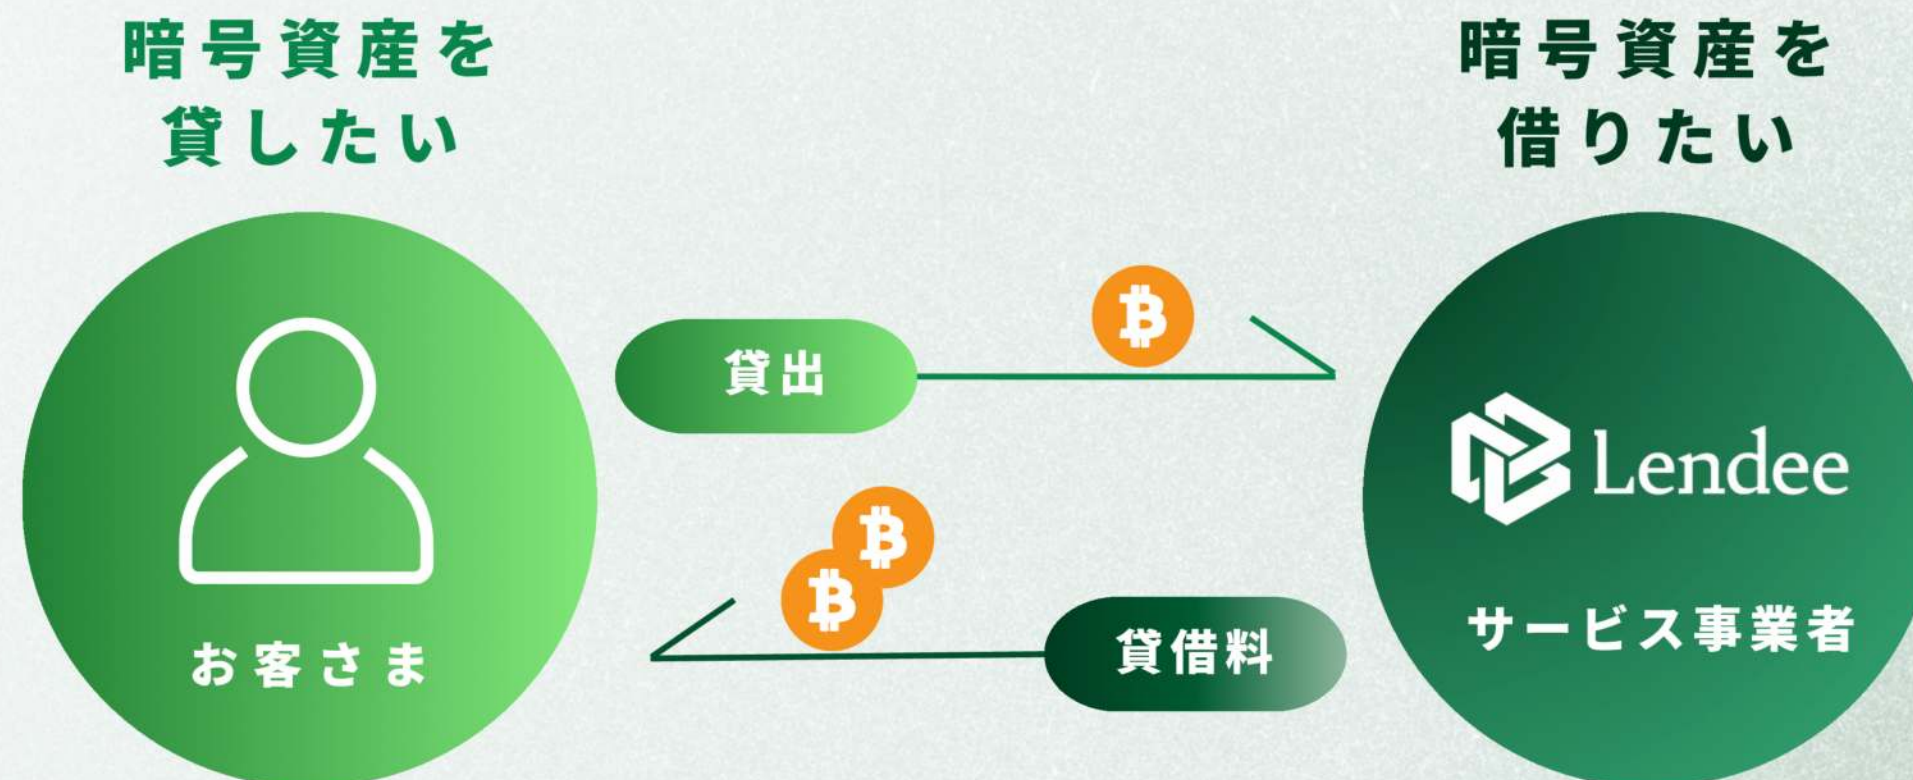 暗号資産を
貸したい
暗号資産を
借りたい
貸出
Lendee
サービス事業者
お客さま
貸借料